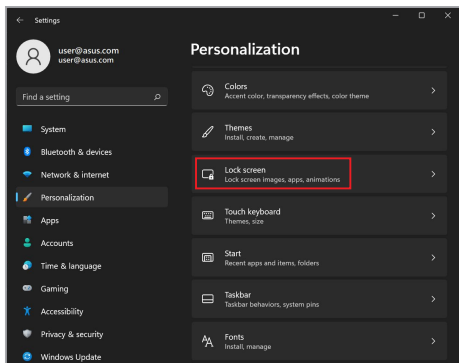 Settings
user@asus.com
user@asus.com
Find a setting
System
Bluetooth & devices
Network & internet
Personalization
Apps
Accounts
Time & language
Gaming
Accessibility
Privacy & security
Windows Update
Personalization
Colors
Accent color, transparency effects, color theme
Themes
Install, create, manage
Lock screen
Lock screen images, apps, animations
Touch keyboard
Themes, size
Start
Recent apps and items, folders
Taskbar
Taskbar behaviors, system pins
Fonts
Install, manage